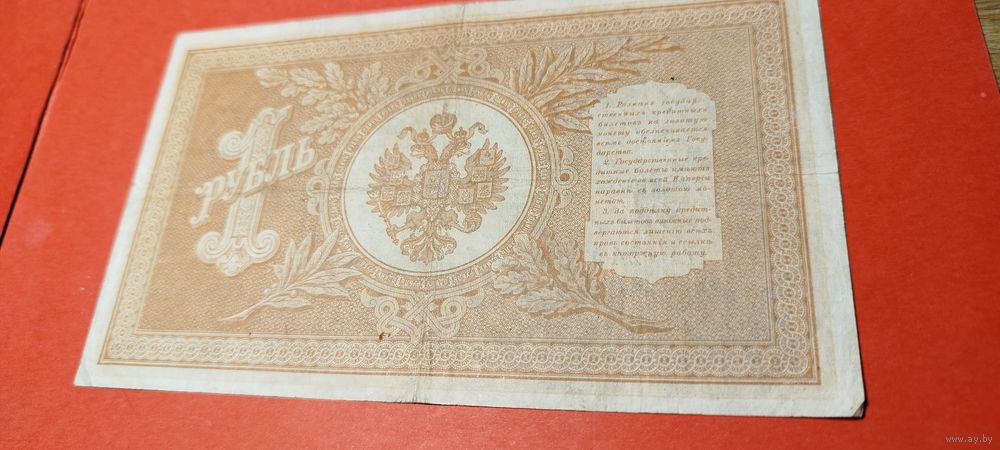 1
РУБЛЬ
1. Размѣнъ государ-
ственныхъ кредитныхъ
билетовъ на золотую
монету обезпечивается
всѣмъ достояніемъ Госу-
дарства.
2. Государственные кре-
дитные билеты имѣютъ
хожденіе во всей Имперіи
наравнѣ съ золотою мо-
нетою.
3. За поддѣлку кредит-
ныхъ билетовъ виновные под-
вергаются лишенію всѣхъ
правъ состоянія и ссылкѣ
въ каторжную работу.
www.ay.by